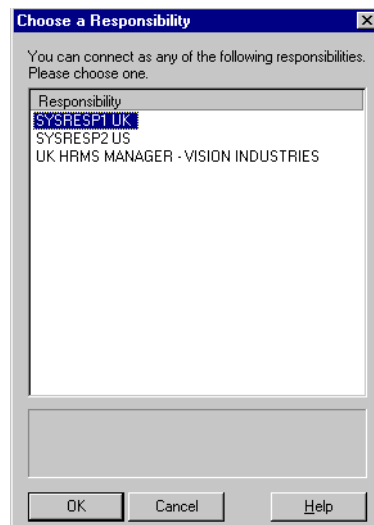 Choose a Responsibility
You can connect as any of the following responsibilities.
Please choose one.
Responsibility
SYSRESP1 UK
SYSRESP2 US
UK HRMS MANAGER - VISION INDUSTRIES
OK Cancel Help